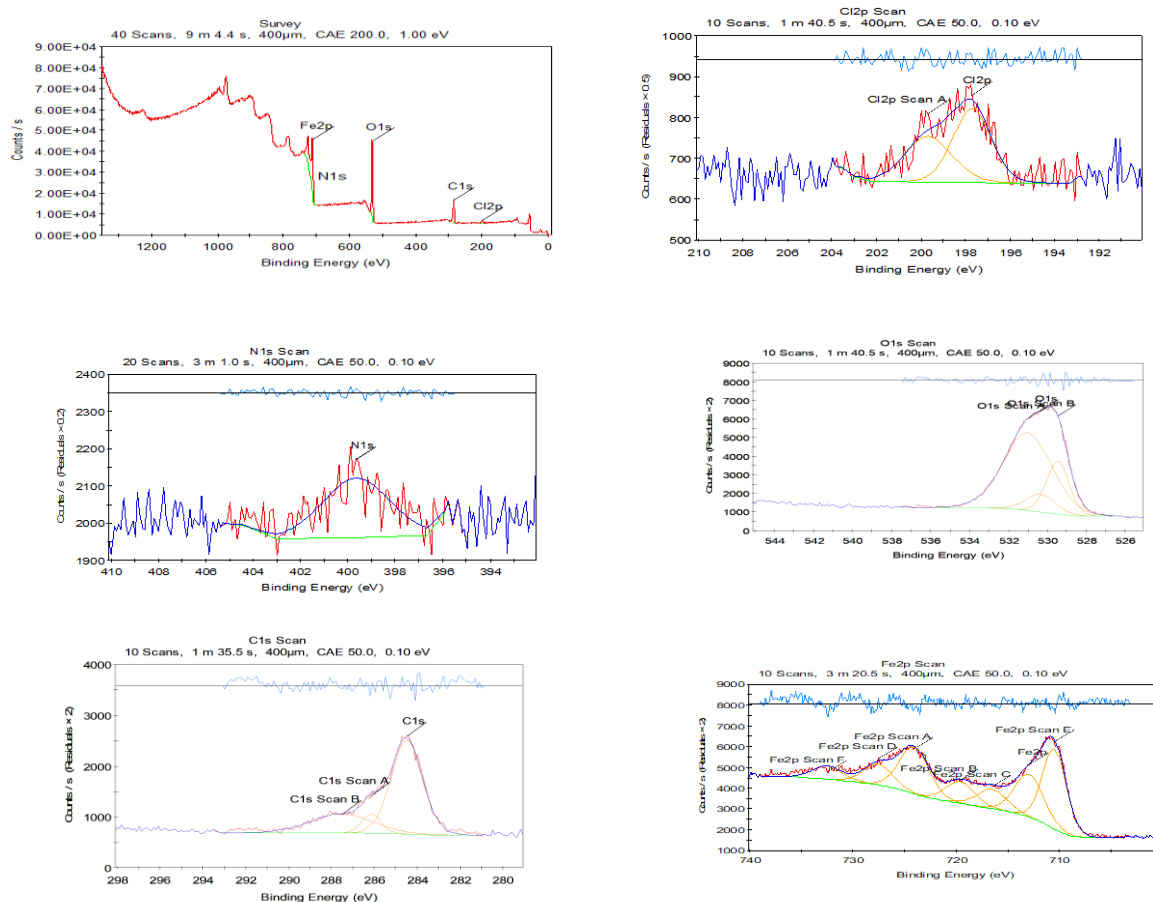 Survey
40 Scans, 9 m 4.4 s, 400µm, CAE 200.0, 1.00 eV
9.00E+04
8.00E+04
7.00E+04
6.00E+04
5.00E+04
4.00E+04
3.00E+04
2.00E+04
1.00E+04
0.00E+00
Counts / s
Fe2p
O1s
N1s
C1s
Cl2p
1200 1000 800 600 400 200 0
Binding Energy (eV)
Cl2p Scan
10 Scans, 1 m 40.5 s, 400µm, CAE 50.0, 0.10 eV
1000
900
800
700
600
500
Counts / s (Residuals × 0.5)
Cl2p Scan A
Cl2p
210 208 206 204 202 200 198 196 194 192
Binding Energy (eV)
N1s Scan
20 Scans, 3 m 1.0 s, 400µm, CAE 50.0, 0.10 eV
2400
2300
2200
2100
2000
1900
Counts / s (Residuals × 0.2)
N1s
410 408 406 404 402 400 398 396 394
Binding Energy (eV)
O1s Scan
10 Scans, 1 m 40.5 s, 400µm, CAE 50.0, 0.10 eV
9000
8000
7000
6000
5000
4000
3000
2000
1000
0
Counts / s (Residuals × 2)
O1s
O1s Scan A
O1s Scan B
544 542 540 538 536 534 532 530 528 526
Binding Energy (eV)
C1s Scan
10 Scans, 1 m 35.5 s, 400µm, CAE 50.0, 0.10 eV
4000
3000
2000
1000
0
Counts / s (Residuals × 2)
C1s
C1s Scan A
C1s Scan B
298 296 294 292 290 288 286 284 282 280
Binding Energy (eV)
Fe2p Scan
10 Scans, 3 m 20.5 s, 400µm, CAE 50.0, 0.10 eV
9000
8000
7000
6000
5000
4000
3000
2000
1000
Counts / s (Residuals × 2)
Fe2p Scan A
Fe2p Scan E
Fe2p Scan D
Fe2p
Fe2p Scan F
Fe2p Scan B
Fe2p Scan C
740 730 720 710
Binding Energy (eV)